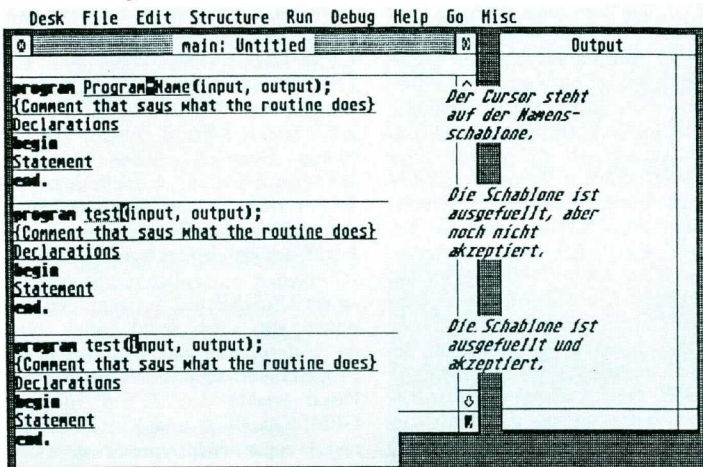 Desk File Edit Structure Run Debug Help Go Misc
main: Untitled
Output
program Program Name(input, output);
{Comment that says what the routine does}
Declarations
begin
Statement
end.
Der Cursor steht
auf der Namens-
schablone.
program test(input, output);
{Comment that says what the routine does}
Declarations
begin
Statement
end.
Die Schablone ist
ausgefuellt, aber
noch nicht
akzeptiert.
program test(input, output);
{Comment that says what the routine does}
Declarations
begin
Statement
end.
Die Schablone ist
ausgefuellt und
akzeptiert.